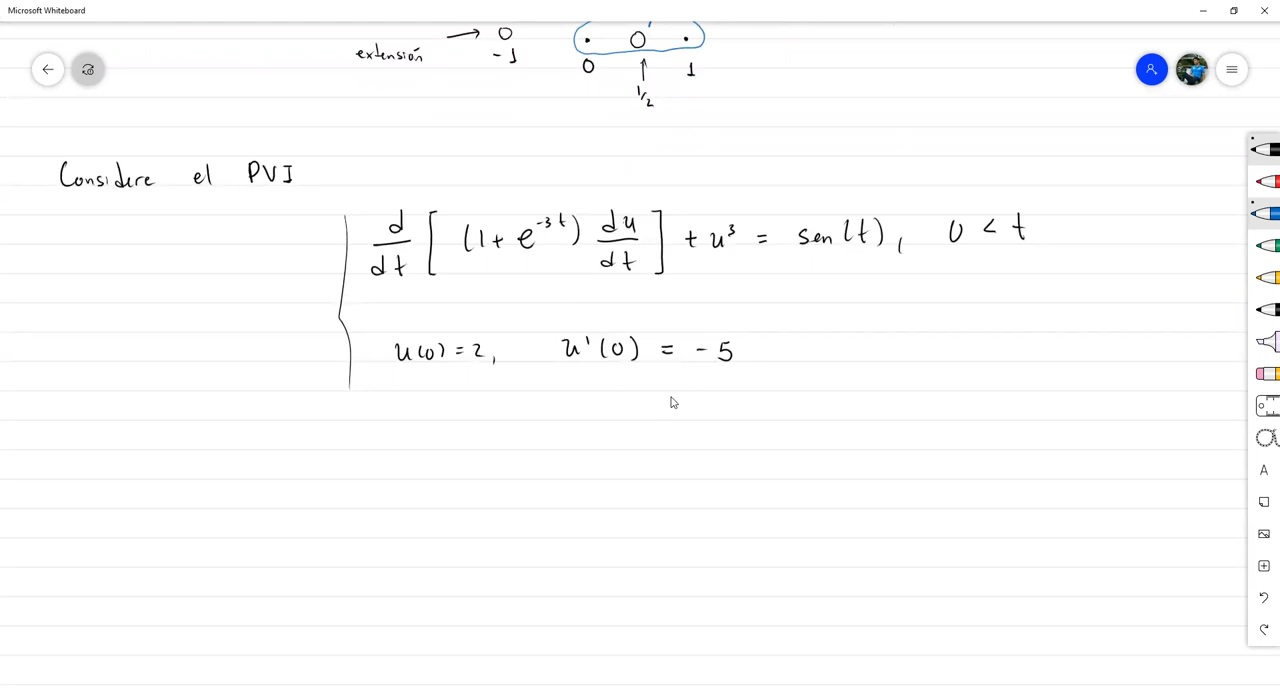 Microsoft Whiteboard
extensión → 0
-1
0 1
1/2
Considere el PVI
d/dt [ (1 + e^{-3t}) du/dt ] + u³ = sen(t), 0 < t
u(0) = 2, u'(0) = -5
A